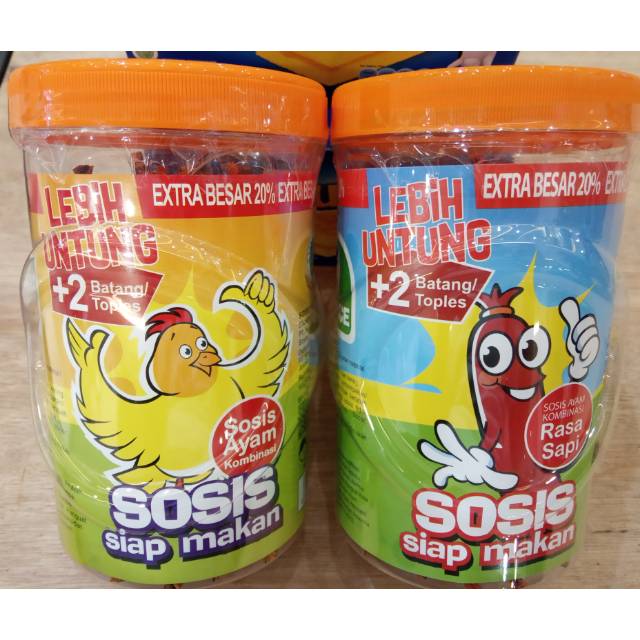 EXTRA BESAR 20% EXTRA BES
LEBIH
UNTUNG
+2 Batang/
Toples
Sosis
Ayam
Kombinasi
SOSIS
siap makan
EXTRA BESAR 20% EXTRA
LEBIH
UNTUNG
+2 Batang/
Toples
SOSIS AYAM
KOMBINASI
Rasa
Sapi
SOSIS
siap makan